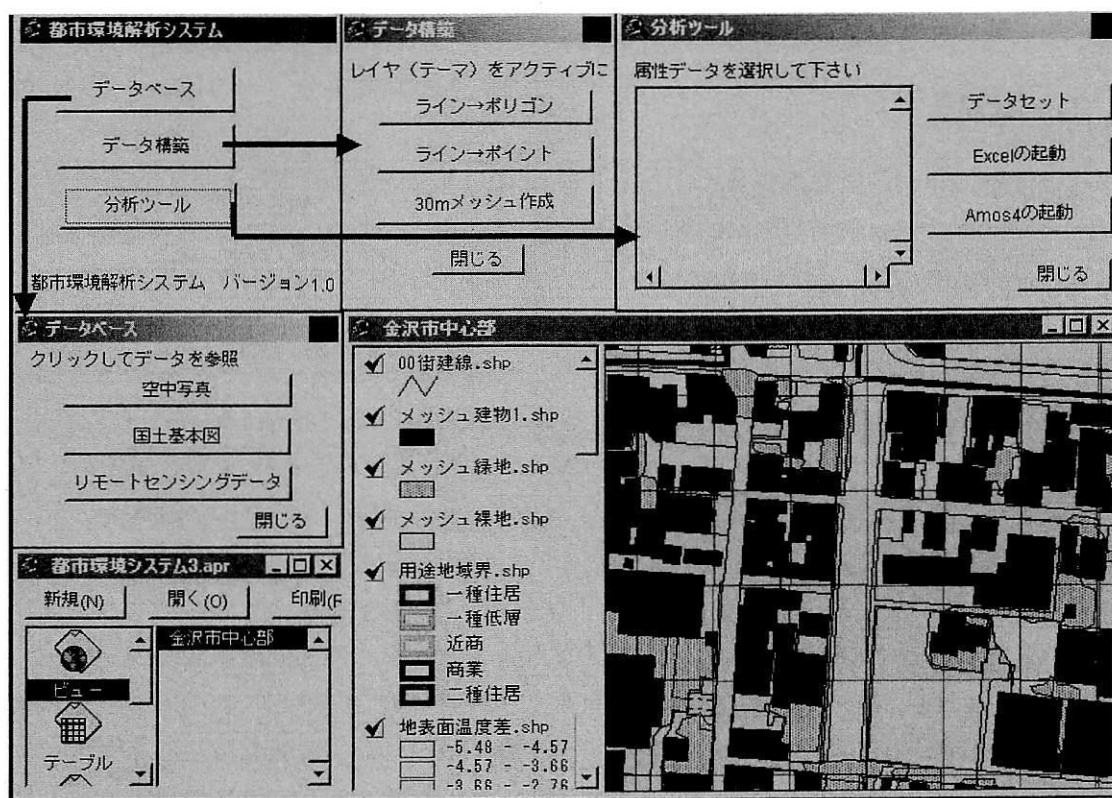 都市環境解析システム
データベース
データ構築
分析ツール
都市環境解析システム バージョン1.0
データ構築
レイヤ（テーマ）をアクティブに
ライン→ポリゴン
ライン→ポイント
30mメッシュ作成
閉じる
分析ツール
属性データを選択して下さい
データセット
Excelの起動
Amos4の起動
閉じる
データベース
クリックしてデータを参照
空中写真
国土基本図
リモートセンシングデータ
閉じる
都市環境システム3.apr
新規(N)
開く(O)
印刷(P
ビュー
テーブル
金沢市中心部
金沢市中心部
00街建線.shp
メッシュ建物1.shp
メッシュ緑地.shp
メッシュ裸地.shp
用途地域界.shp
一種住居
一種低層
近商
商業
二種住居
地表面温度差.shp
-5.48 - -4.57
-4.57 - -3.66
-3.66 - -2.76